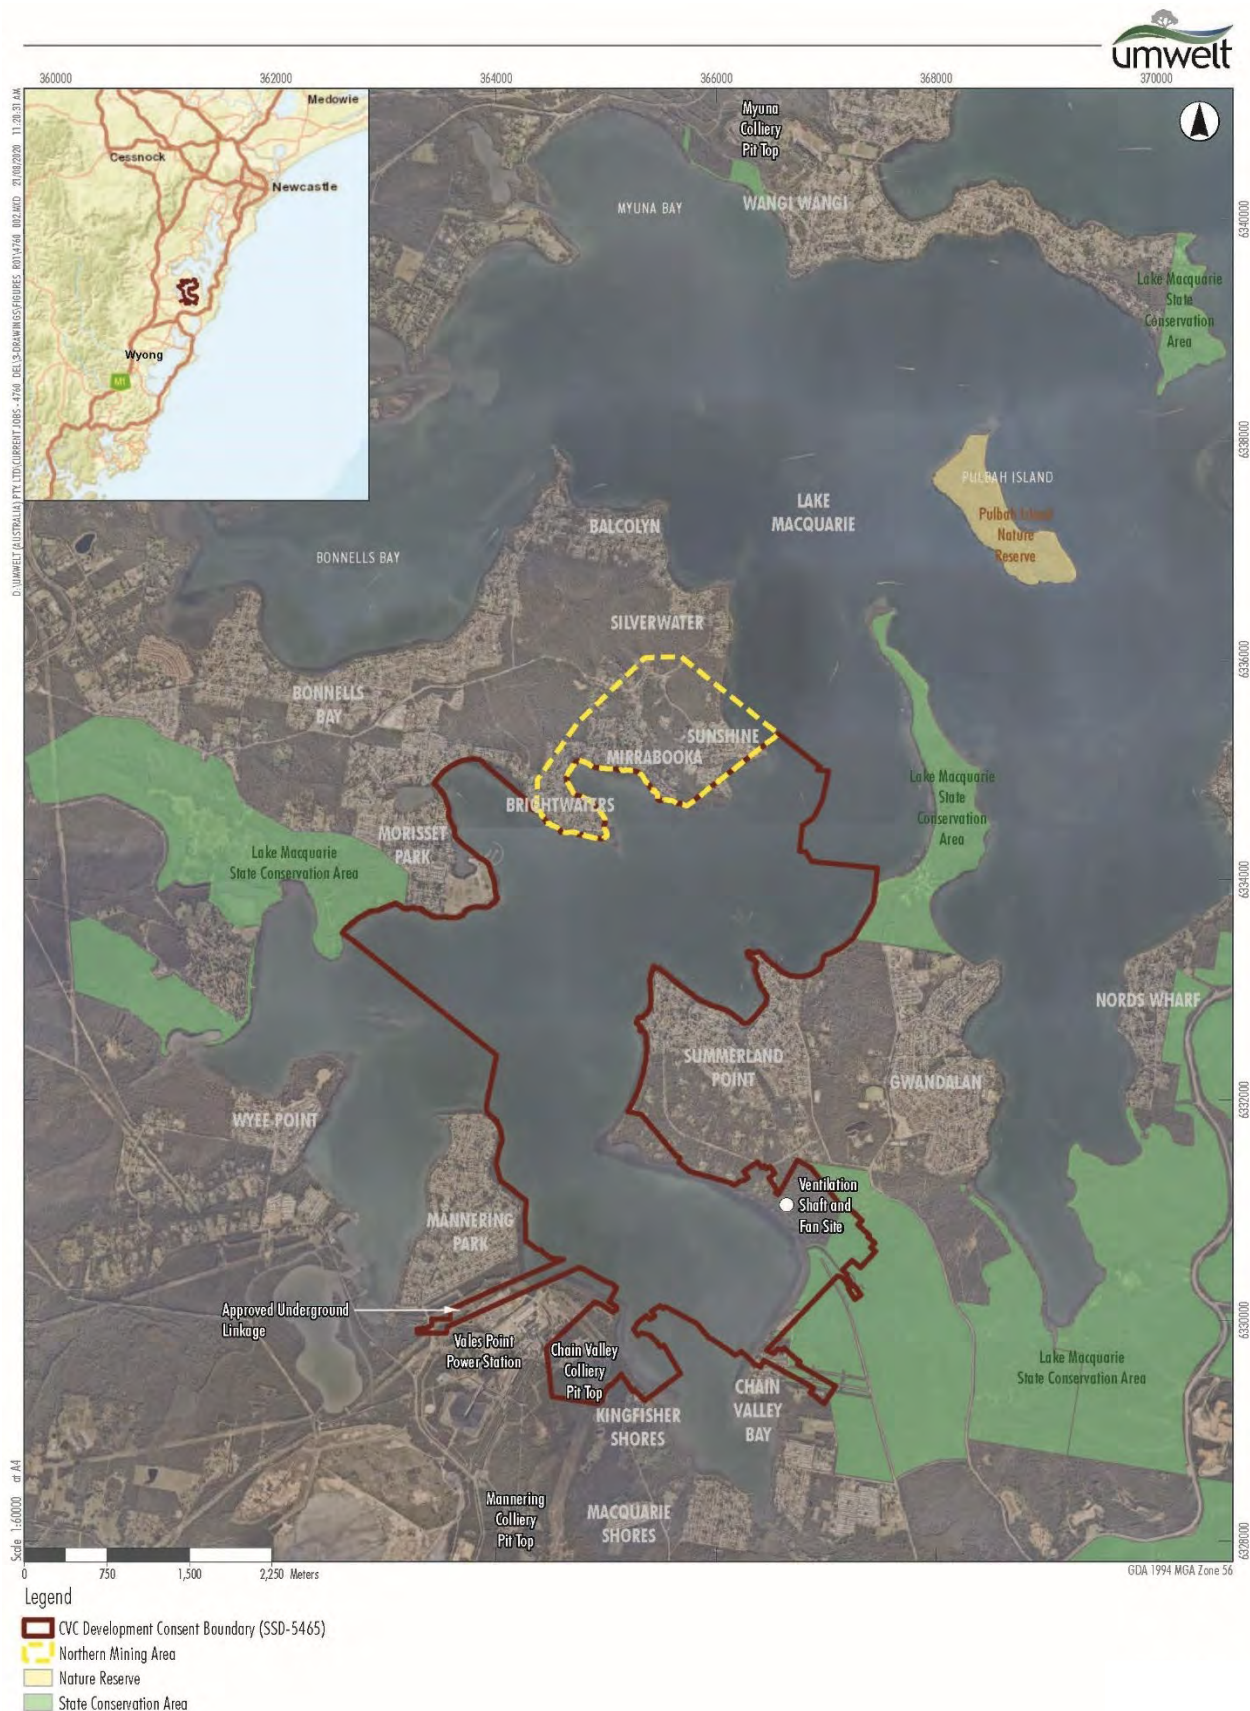 umwelt
360000
362000
364000
366000
368000
370000
Medowie
Cessnock
Newcastle
Wyong
M1
Myuna
Colliery
Pit Top
MYUNA BAY
WANGI WANGI
6340000
Lake Macquarie
State
Conservation
Area
6338000
PULBAH ISLAND
Pulbah Island
Nature
Reserve
LAKE
MACQUARIE
BALCOLYN
BONNELLS BAY
SILVERWATER
6336000
BONNELLS
BAY
SUNSHINE
MIRRABOOKA
BRIGHTWATERS
Lake Macquarie
State
Conservation
Area
MORISSET
PARK
Lake Macquarie
State Conservation Area
6334000
NORDS WHARF
SUMMERLAND
POINT
GWANDALAN
6332000
WYEE POINT
Ventilation
Shaft and
Fan Site
MANNERING
PARK
Approved Underground
Linkage
6330000
Vales Point
Power Station
Chain Valley
Colliery
Pit Top
Lake Macquarie
State Conservation Area
CHAIN
VALLEY
BAY
KINGFISHER
SHORES
Mannering
Colliery
Pit Top
MACQUARIE
SHORES
6328000
Scale 1:60000 at A4
0 750 1,500 2,250 Meters
GDA 1994 MGA Zone 56
Legend
CVC Development Consent Boundary (SSD-5465)
Northern Mining Area
Nature Reserve
State Conservation Area